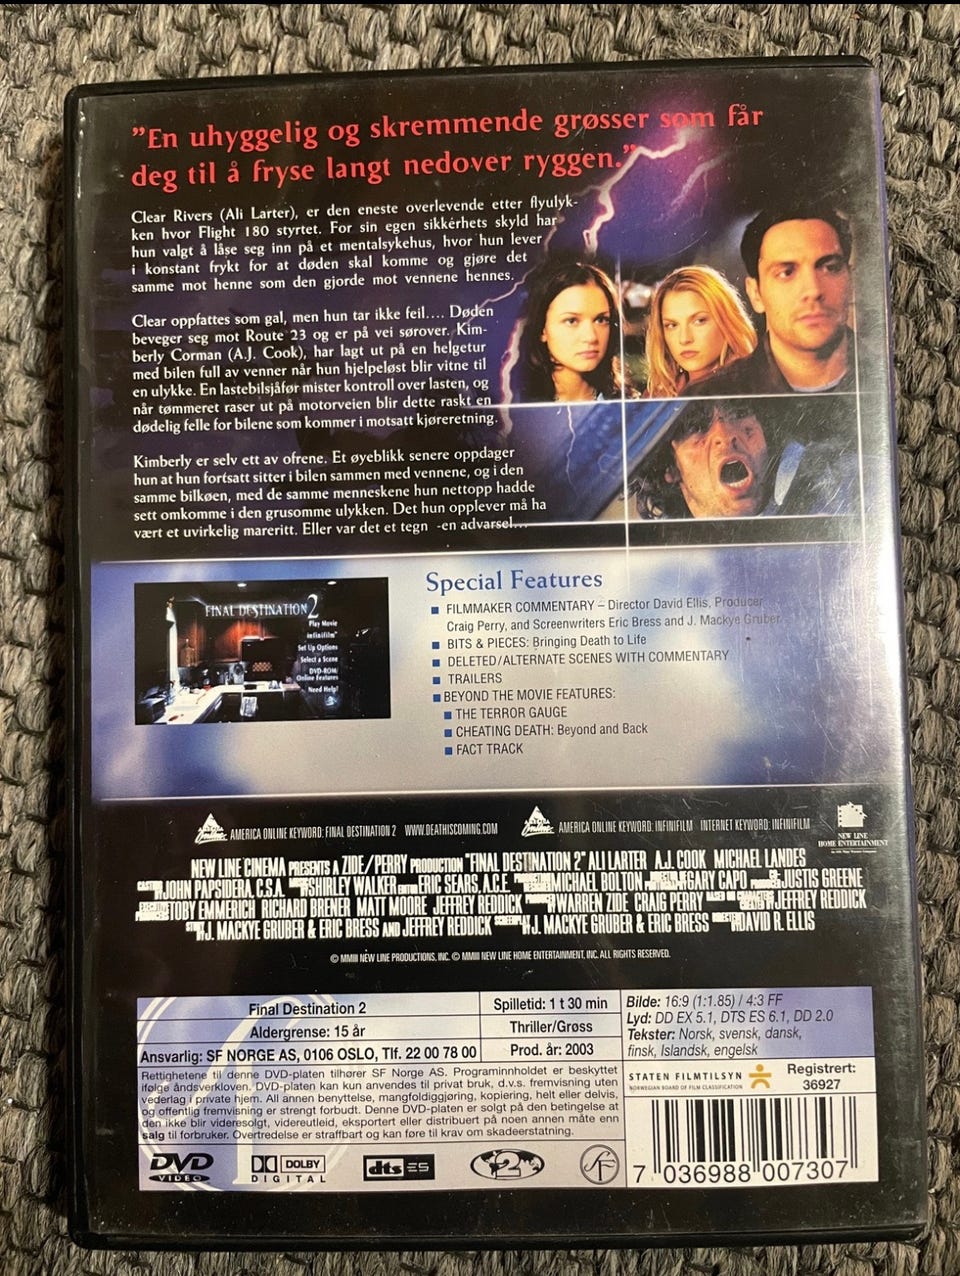 "En uhyggelig og skremmende grøsser som får
deg til å fryse langt nedover ryggen."
Clear Rivers (Ali Larter), er den eneste overlevende etter flyulyk-
ken hvor Flight 180 styrtet. For sin egen sikkerhets skyld har
hun valgt å låse seg inn på et mentalsykehus, hvor hun lever
i konstant frykt for at døden skal komme og gjøre det
samme mot henne som den gjorde mot vennene hennes.
Clear oppfattes som gal, men hun tar ikke feil.... Døden
beveger seg mot Route 23 og er på vei sørover. Kim-
berly Corman (A.J. Cook), har lagt ut på en helgetur
med bilen full av venner når hun hjelpeløst blir vitne til
en ulykke. En lastebilsjåfør mister kontroll over lasten, og
når tømmeret raser ut på motorveien blir dette raskt en
dødelig felle for bilene som kommer i motsatt kjøreretning.
Kimberly er selv ett av ofrene. Et øyeblikk senere oppdager
hun at hun fortsatt sitter i bilen sammen med vennene, og i den
samme bilkøen, med de samme menneskene hun nettopp hadde
sett omkomme i den grusomme ulykken. Det hun opplever må ha
vært et uvirkelig mareritt. Eller var det et tegn -en advarsel...
FINAL DESTINATION 2
Play Movie
infinifilm
Set Up Options
Select a Scene
DVD-ROM/
Online Features
Need Help?
Special Features
FILMMAKER COMMENTARY – Director David Ellis, Producer
Craig Perry, and Screenwriters Eric Bress and J. Mackye Gruber
BITS & PIECES: Bringing Death to Life
DELETED/ALTERNATE SCENES WITH COMMENTARY
TRAILERS
BEYOND THE MOVIE FEATURES:
THE TERROR GAUGE
CHEATING DEATH: Beyond and Back
FACT TRACK
AMERICA ONLINE KEYWORD: FINAL DESTINATION 2 WWW.DEATHISCOMING.COM
AMERICA ONLINE KEYWORD: INFINIFILM INTERNET KEYWORD: INFINIFILM
NEW LINE
HOME ENTERTAINMENT
NEW LINE CINEMA PRESENTS A ZIDE/PERRY PRODUCTION "FINAL DESTINATION 2" ALI LARTER A.J. COOK MICHAEL LANDES
JOHN PAPSIDERA, C.S.A. SHIRLEY WALKER ERIC SEARS, A.C.E. MICHAEL BOLTON GARY CAPO JUSTIS GREENE
TOBY EMMERICH RICHARD BRENER MATT MOORE JEFFREY REDDICK WARREN ZIDE CRAIG PERRY JEFFREY REDDICK
J. MACKYE GRUBER & ERIC BRESS AND JEFFREY REDDICK J. MACKYE GRUBER & ERIC BRESS DAVID R. ELLIS
© MMIII NEW LINE PRODUCTIONS, INC. © MMIII NEW LINE HOME ENTERTAINMENT, INC. ALL RIGHTS RESERVED.
Final Destination 2
Aldergrense: 15 år
Ansvarlig: SF NORGE AS, 0106 OSLO, Tlf. 22 00 78 00
Spilletid: 1 t 30 min
Thriller/Grøss
Prod. år: 2003
Bilde: 16:9 (1:1.85) / 4:3 FF
Lyd: DD EX 5.1, DTS ES 6.1, DD 2.0
Tekster: Norsk, svensk, dansk,
finsk, Islandsk, engelsk
Rettighetene til denne DVD-platen tilhører SF Norge AS. Programinnholdet er beskyttet
ifølge åndsverkloven. DVD-platen kan kun anvendes til privat bruk, d.v.s. fremvisning uten
vederlag i private hjem. All annen benyttelse, mangfoldiggjøring, kopiering, helt eller delvis,
og offentlig fremvisning er strengt forbudt. Denne DVD-platen er solgt på den betingelse at
den ikke blir videresolgt, videreutleid, eksportert eller distribuert på noen annen måte enn
salg til forbruker. Overtredelse er straffbart og kan føre til krav om skadeerstatning.
STATEN FILMTILSYN
NORWEGIAN BOARD OF FILM CLASSIFICATION
Registrert:
36927
DVD
VIDEO
DOLBY
DIGITAL
dts ES
2
SF
7 036988 007307